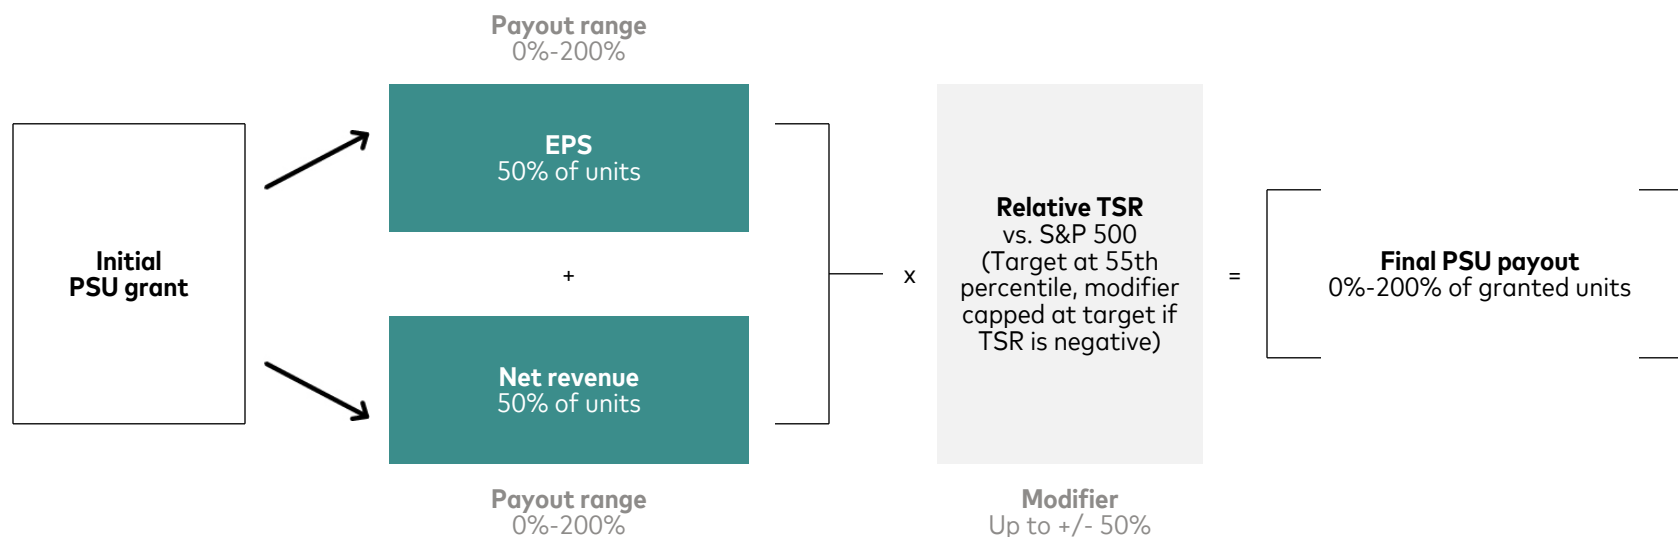 Payout range
0%-200%
Initial
PSU grant
EPS
50% of units
+
Net revenue
50% of units
Payout range
0%-200%
x
Relative TSR
vs. S&P 500
(Target at 55th
percentile, modifier
capped at target if
TSR is negative)
Modifier
Up to +/- 50%
=
Final PSU payout
0%-200% of granted units